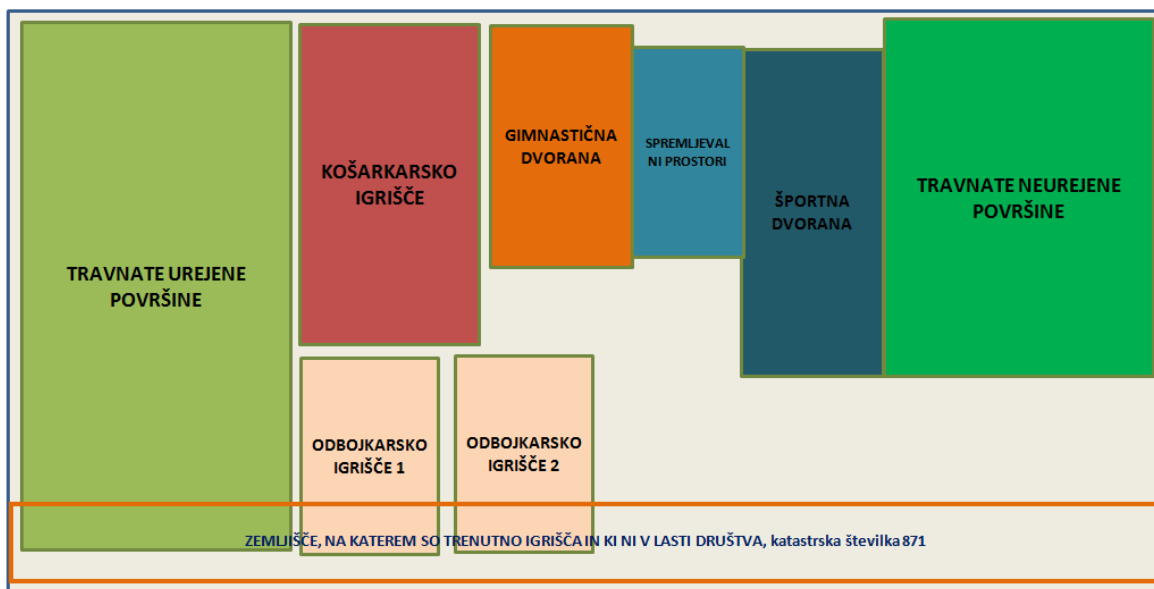 TRAVNATE UREJENE
POVRŠINE
KOŠARKARSKO
IGRIŠČE
GIMNASTIČNA
DVORANA
SPREMLJEVAL
NI PROSTORI
ŠPORTNA
DVORANA
TRAVNATE NEUREJENE
POVRŠINE
ODBOJKARSKO
IGRIŠČE 1
ODBOJKARSKO
IGRIŠČE 2
ZEMLJIŠČE, NA KATEREM SO TRENUTNO IGRIŠČA IN KI NI V LASTI DRUŠTVA, katastrska številka 871